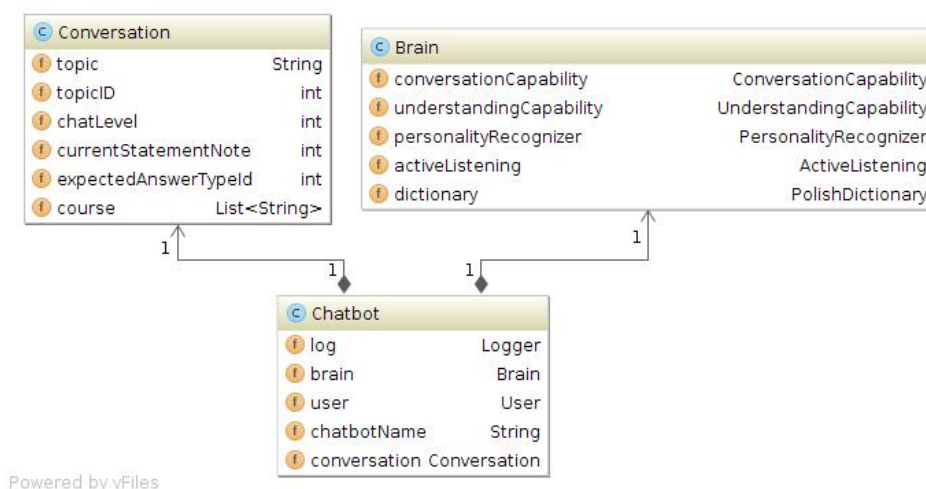 C Conversation
f topic String
f topicID int
f chatLevel int
f currentStatementNote int
f expectedAnswerTypeId int
f course List<String>
C Brain
f conversationCapability ConversationCapability
f understandingCapability UnderstandingCapability
f personalityRecognizer PersonalityRecognizer
f activeListening ActiveListening
f dictionary PolishDictionary
1
1
1
1
C Chatbot
f log Logger
f brain Brain
f user User
f chatbotName String
f conversation Conversation
Powered by yFiles